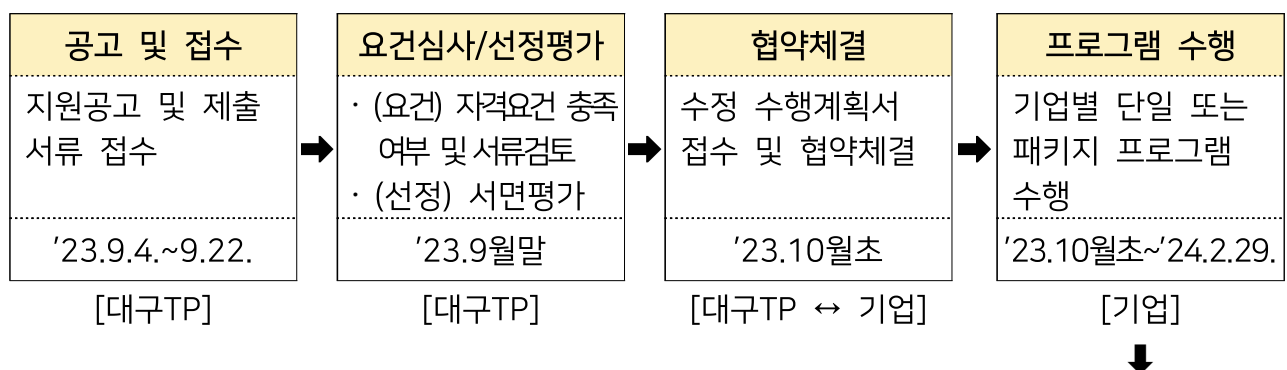 공고 및 접수
지원공고 및 제출
서류 접수
'23.9.4.~9.22.
[대구TP]
요건심사/선정평가
· (요건) 자격요건 충족
여부 및 서류검토
· (선정) 서면평가
'23.9월말
[대구TP]
협약체결
수정 수행계획서
접수 및 협약체결
'23.10월초
[대구TP ↔ 기업]
프로그램 수행
기업별 단일 또는
패키지 프로그램
수행
'23.10월초~'24.2.29.
[기업]